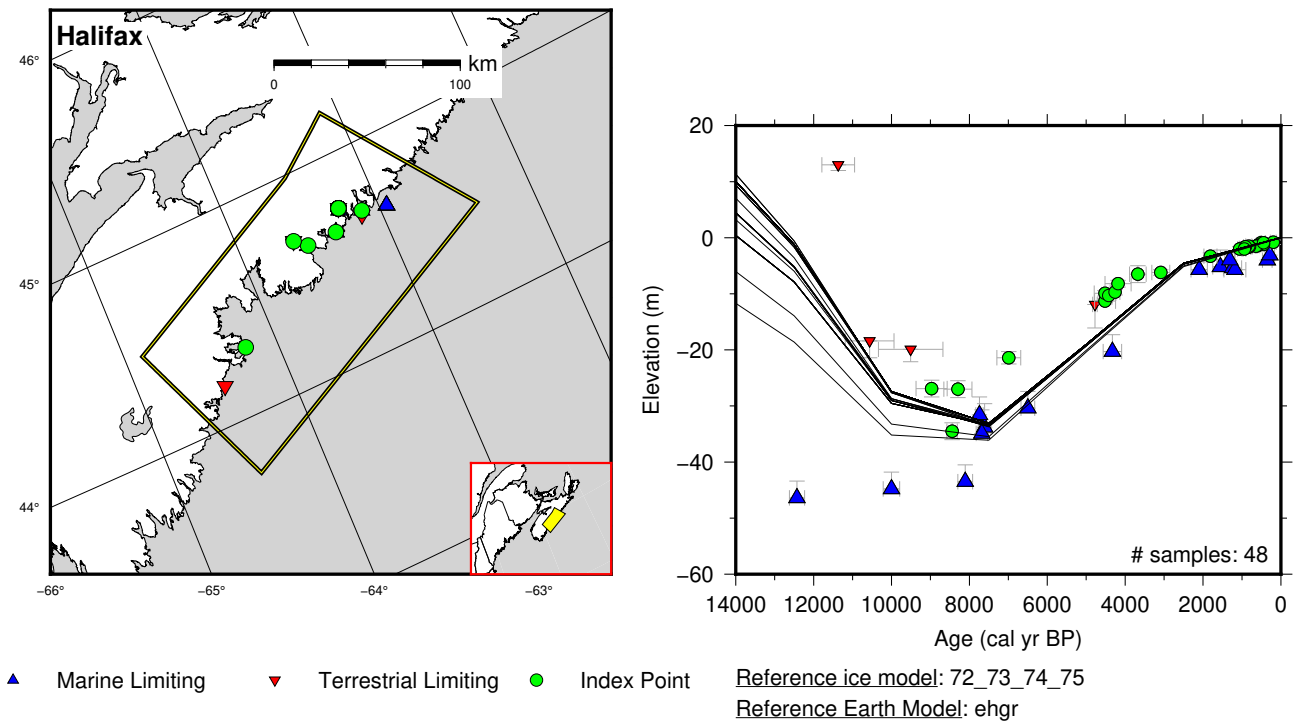 Halifax
km
0 100
46°
45°
44°
−66° −65° −64° −63°
20
0
−20
−40
−60
Elevation (m)
# samples: 48
14000 12000 10000 8000 6000 4000 2000 0
Age (cal yr BP)
Marine Limiting Terrestrial Limiting Index Point
Reference ice model: 72_73_74_75
Reference Earth Model: ehgr